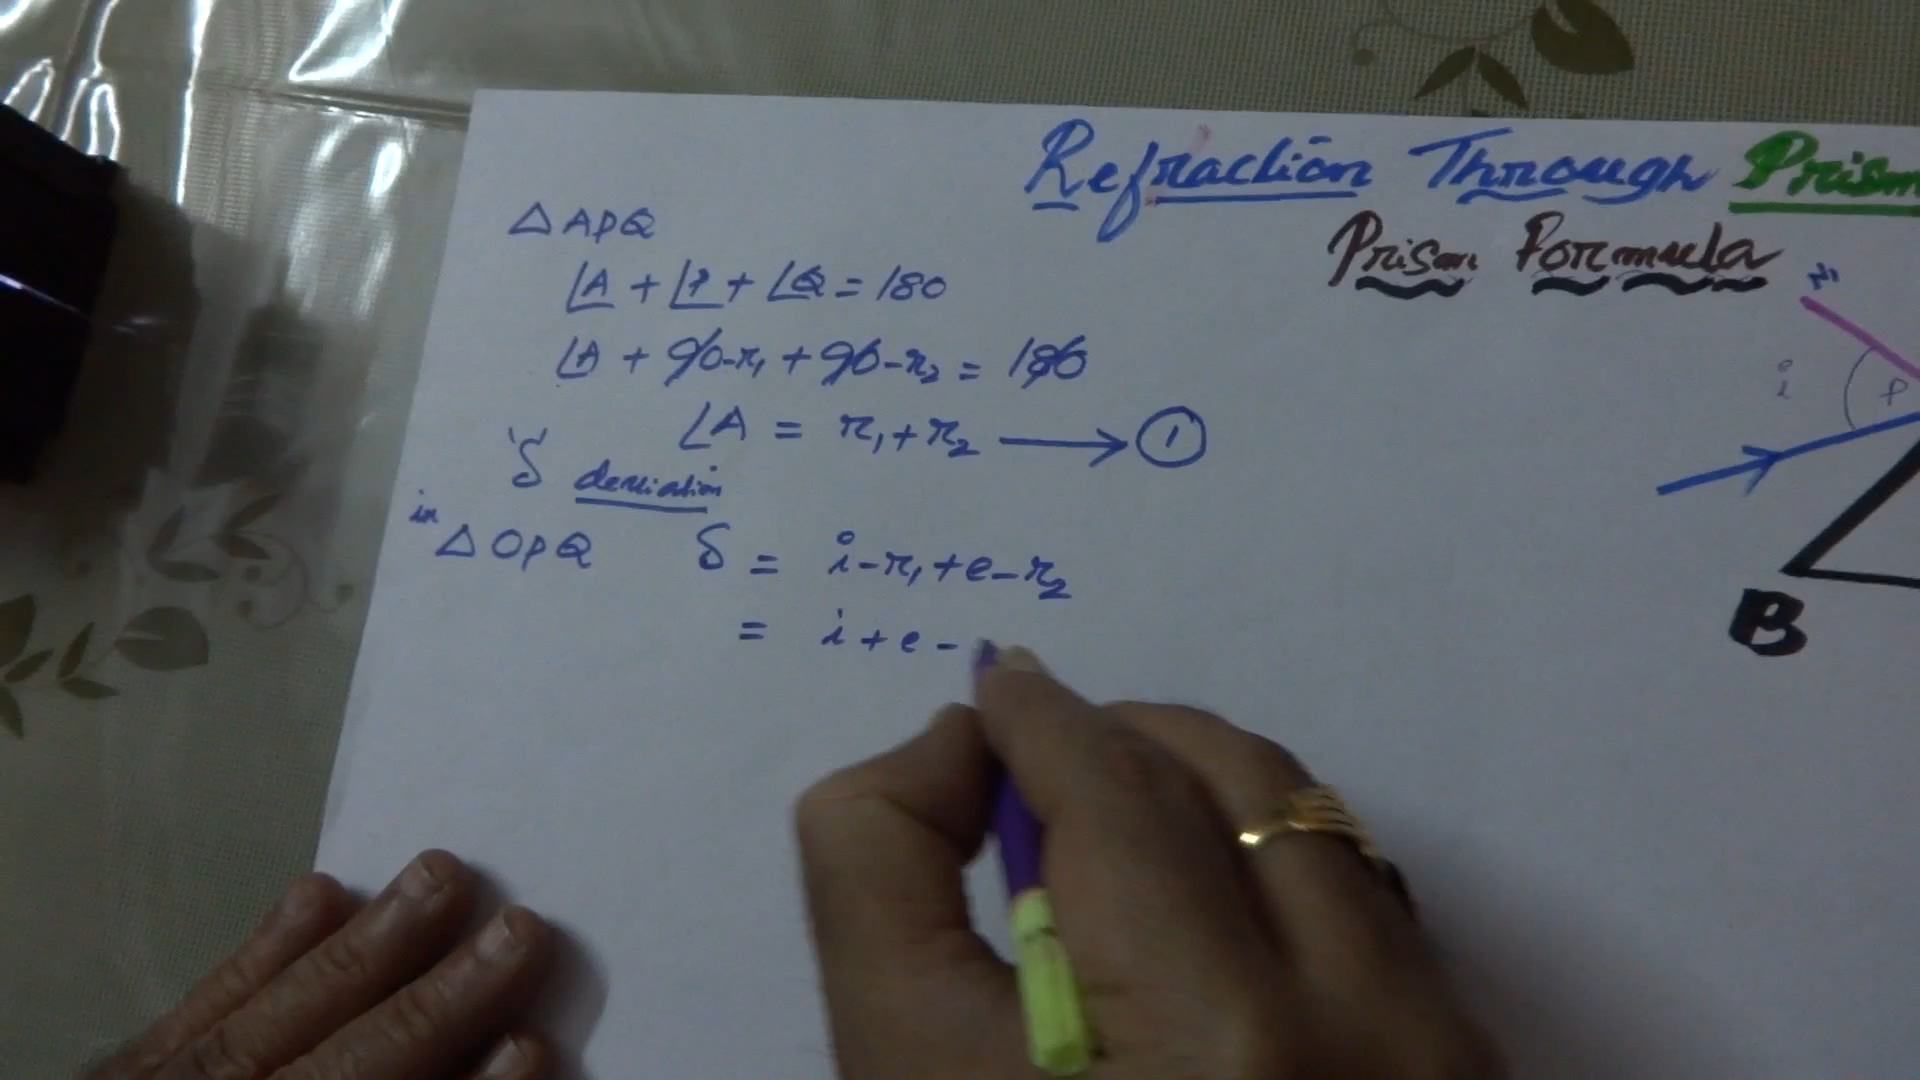 Refraction Through Prism
Prism Formula
△ APQ
∠A + ∠P + ∠Q = 180
∠A + 90-r₁ + 90-r₂ = 180
∠A = r₁+r₂ → ①
'δ' deviation
in △ OPQ δ = i-r₁+e-r₂
= i+e-
i
P
B